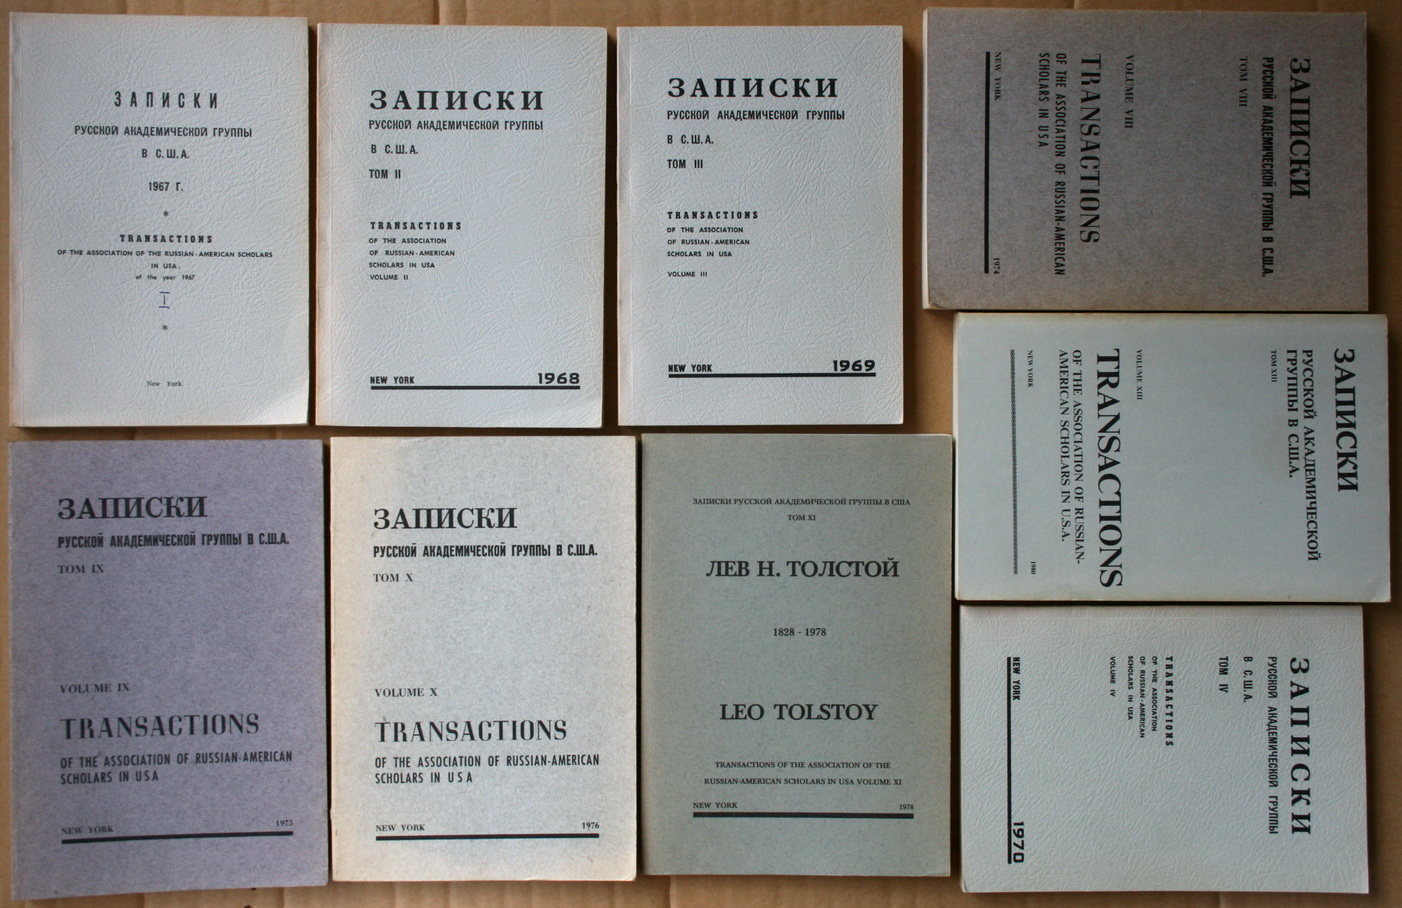 ЗАПИСКИ
РУССКОЙ АКАДЕМИЧЕСКОЙ ГРУППЫ
В С.Ш.А.
1967 Г.
*
TRANSACTIONS
OF THE ASSOCIATION OF THE RUSSIAN-AMERICAN SCHOLARS
IN USA.
of the year 1967
I
*
New York.
ЗАПИСКИ
РУССКОЙ АКАДЕМИЧЕСКОЙ ГРУППЫ
В С.Ш.А.
ТОМ II
TRANSACTIONS
OF THE ASSOCIATION
OF RUSSIAN-AMERICAN
SCHOLARS IN USA
VOLUME II
NEW YORK 1968
ЗАПИСКИ
РУССКОЙ АКАДЕМИЧЕСКОЙ ГРУППЫ
В С.Ш.А.
ТОМ III
TRANSACTIONS
OF THE ASSOCIATION
OF RUSSIAN-AMERICAN
SCHOLARS IN USA
VOLUME III
NEW YORK 1969
ЗАПИСКИ
РУССКОЙ АКАДЕМИЧЕСКОЙ ГРУППЫ В С.Ш.А.
ТОМ VIII
VOLUME VIII
TRANSACTIONS
OF THE ASSOCIATION OF RUSSIAN-AMERICAN
SCHOLARS IN USA
NEW YORK 1974
ЗАПИСКИ
РУССКОЙ АКАДЕМИЧЕСКОЙ
ГРУППЫ В С.Ш.А.
ТОМ XIII
VOLUME XIII
TRANSACTIONS
OF THE ASSOCIATION OF RUSSIAN-
AMERICAN SCHOLARS IN U.S.A.
NEW YORK 1980
ЗАПИСКИ
РУССКОЙ АКАДЕМИЧЕСКОЙ ГРУППЫ В С.Ш.А.
ТОМ IX
VOLUME IX
TRANSACTIONS
OF THE ASSOCIATION OF RUSSIAN-AMERICAN
SCHOLARS IN USA
NEW YORK 1975
ЗАПИСКИ
РУССКОЙ АКАДЕМИЧЕСКОЙ ГРУППЫ В С.Ш.А.
ТОМ X
VOLUME X
TRANSACTIONS
OF THE ASSOCIATION OF RUSSIAN-AMERICAN
SCHOLARS IN USA
NEW YORK 1976
ЗАПИСКИ РУССКОЙ АКАДЕМИЧЕСКОЙ ГРУППЫ В США
ТОМ XI
ЛЕВ Н. ТОЛСТОЙ
1828 - 1978
LEO TOLSTOY
TRANSACTIONS OF THE ASSOCIATION OF THE
RUSSIAN-AMERICAN SCHOLARS IN USA VOLUME XI
NEW YORK 1978
ЗАПИСКИ
РУССКОЙ АКАДЕМИЧЕСКОЙ ГРУППЫ
В С.Ш.А.
ТОМ IV
TRANSACTIONS
OF THE ASSOCIATION
OF RUSSIAN-AMERICAN
SCHOLARS IN USA
VOLUME IV
NEW YORK 1970